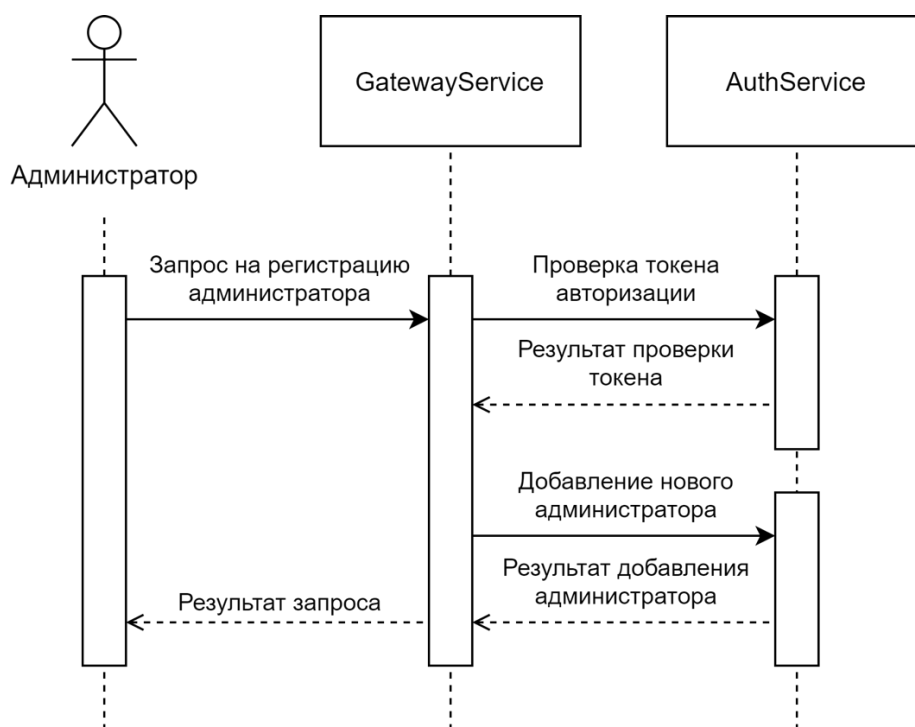 GatewayService
AuthService
Администратор
Запрос на регистрацию
администратора
Проверка токена
авторизации
Результат проверки
токена
Добавление нового
администратора
Результат добавления
администратора
Результат запроса